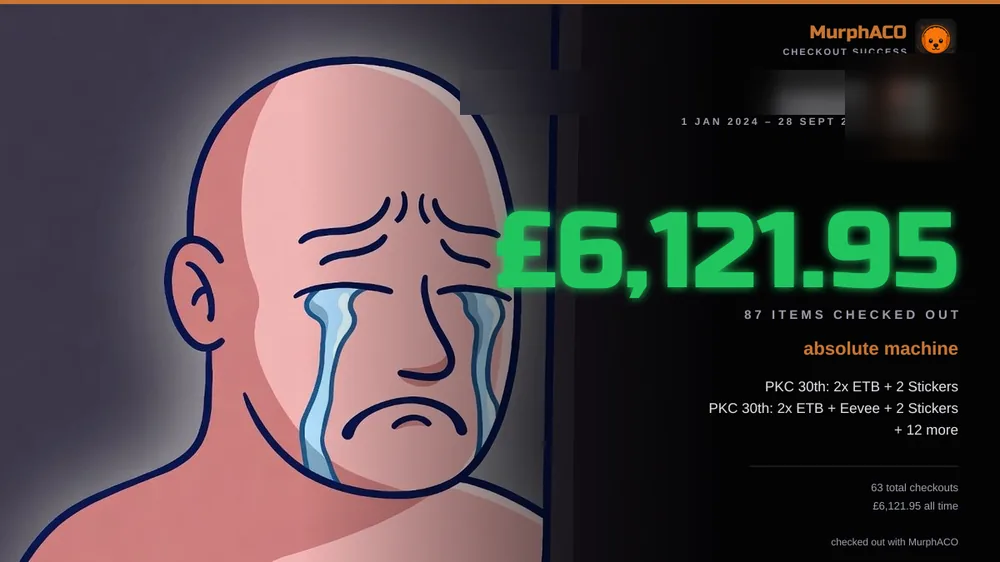 MurphACO
CHECKOUT SUCCESS
1 JAN 2024 – 28 SEPT
£6,121.95
87 ITEMS CHECKED OUT
absolute machine
PKC 30th: 2x ETB + 2 Stickers
PKC 30th: 2x ETB + Eevee + 2 Stickers
+ 12 more
63 total checkouts
£6,121.95 all time
checked out with MurphACO